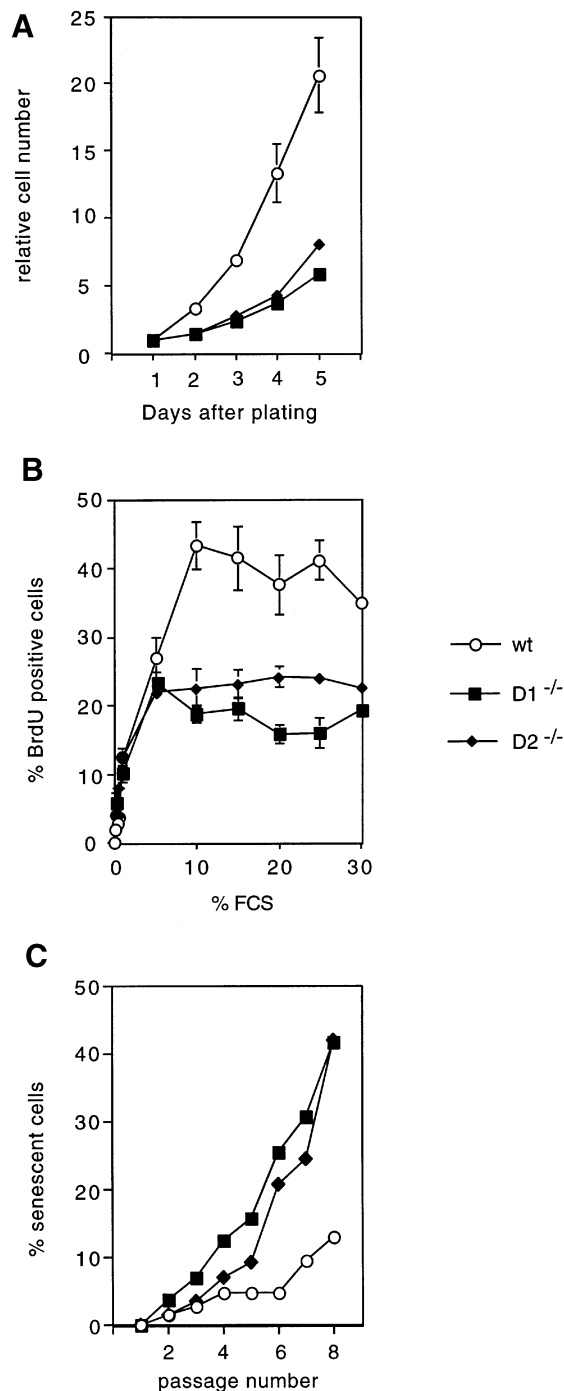 A
25
20
15
10
5
0
relative cell number
1 2 3 4 5
Days after plating
B
50
40
30
20
10
0
% BrdU positive cells
0 10 20 30
% FCS
wt
D1 -/-
D2 -/-
C
50
40
30
20
10
0
% senescent cells
2 4 6 8
passage number